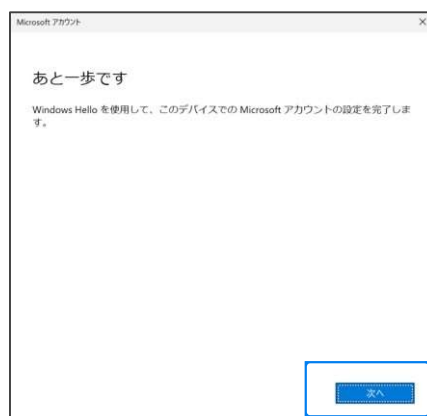 Microsoft アカウント
あと一歩です
Windows Hello を使用して、このデバイスでの Microsoft アカウントの設定を完了しま
す。
次へ